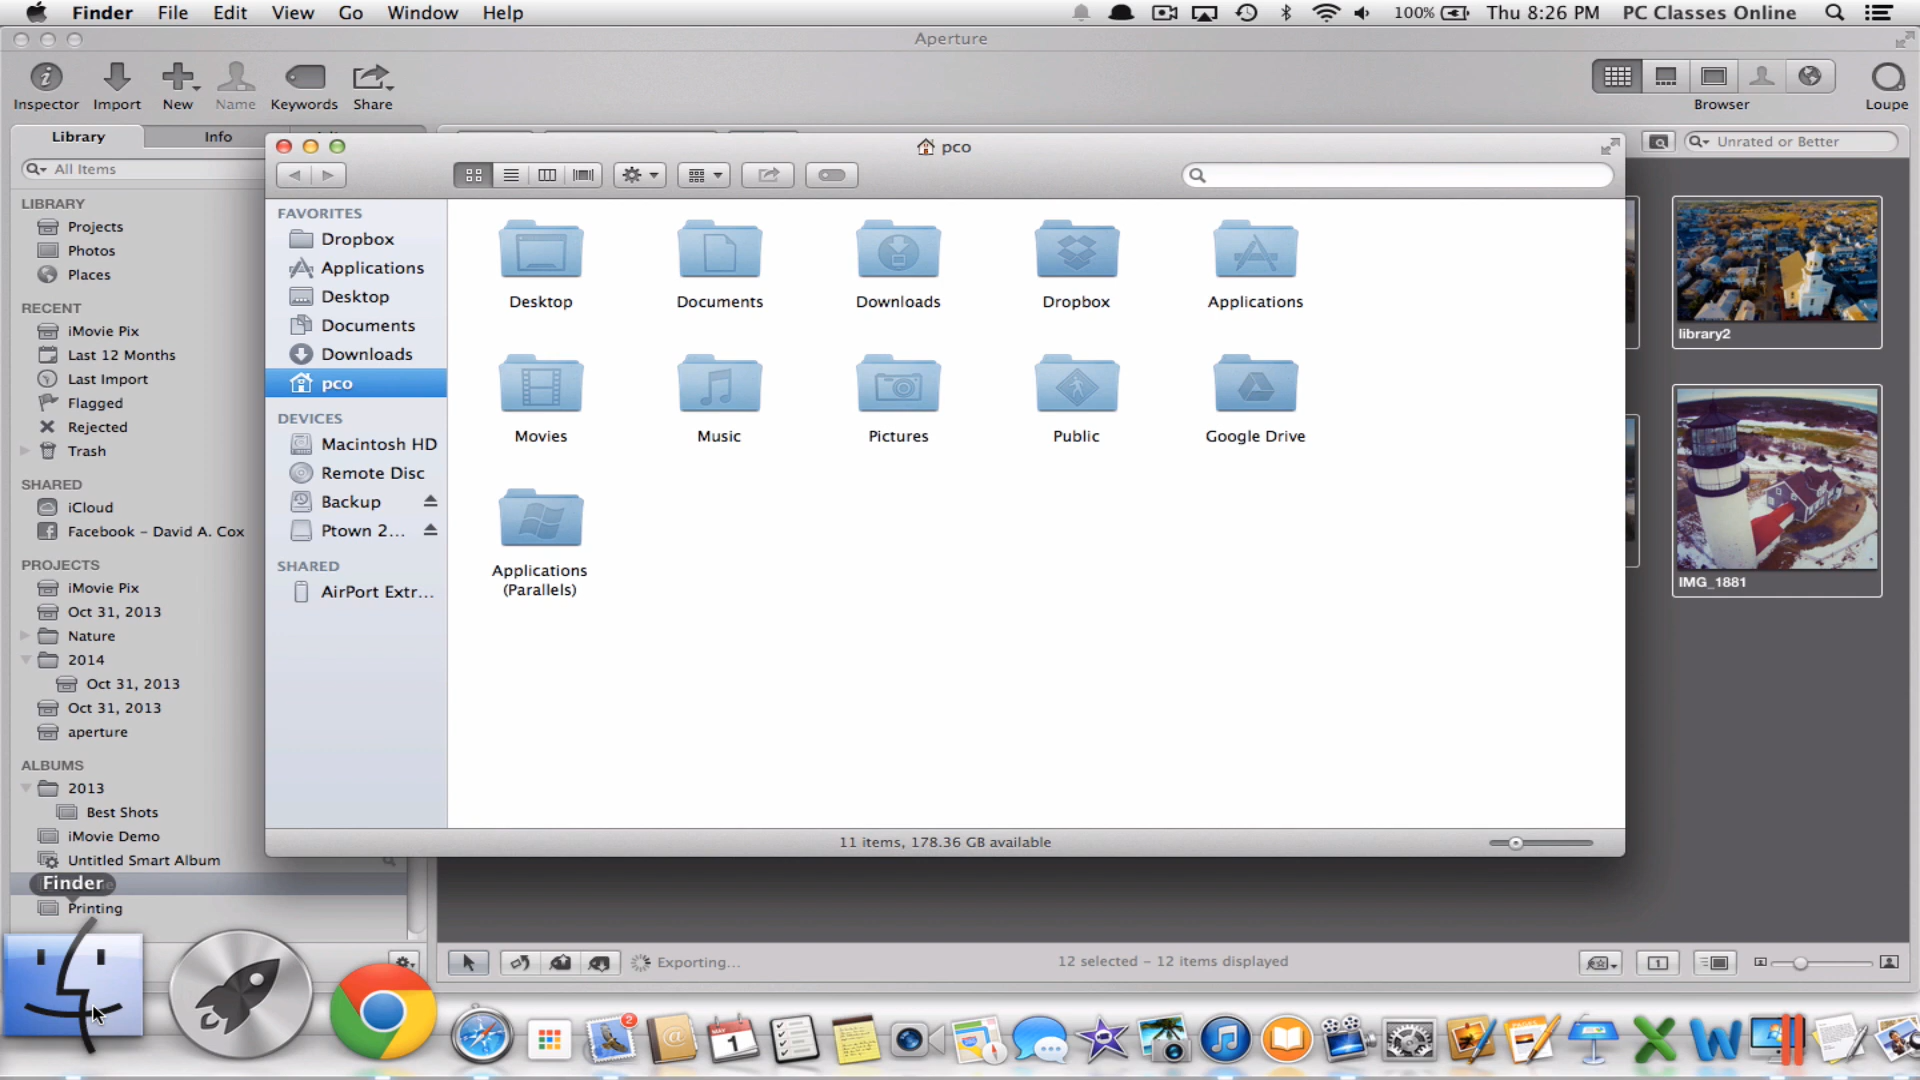 Finder File Edit View Go Window Help
100% Thu 8:26 PM PC Classes Online
Aperture
Inspector Import New Name Keywords Share
Browser Loupe
Library Info
All Items
Unrated or Better
LIBRARY
Projects
Photos
Places
RECENT
iMovie Pix
Last 12 Months
Last Import
Flagged
Rejected
Trash
SHARED
iCloud
Facebook – David A. Cox
PROJECTS
iMovie Pix
Oct 31, 2013
Nature
2014
Oct 31, 2013
Oct 31, 2013
aperture
ALBUMS
2013
Best Shots
iMovie Demo
Untitled Smart Album
Finder
Printing
pco
FAVORITES
Dropbox
Applications
Desktop
Documents
Downloads
pco
DEVICES
Macintosh HD
Remote Disc
Backup
Ptown 2...
SHARED
AirPort Extr...
Desktop Documents Downloads Dropbox Applications
Movies Music Pictures Public Google Drive
Applications
(Parallels)
11 items, 178.36 GB available
library2
IMG_1881
Exporting...
12 selected – 12 items displayed
2
MAY
1
1